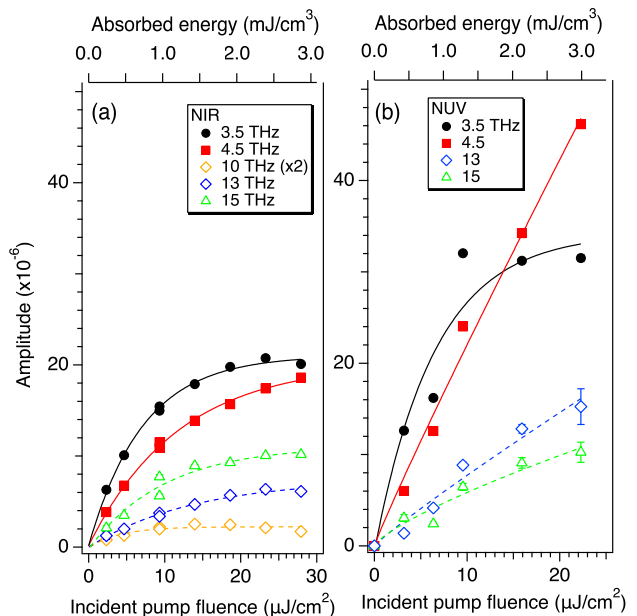 Absorbed energy (mJ/cm³)
0.0 1.0 2.0 3.0
(a)
NIR
3.5 THz
4.5 THz
10 THz (x2)
13 THz
15 THz
Amplitude (x10⁻⁶)
40
20
0
0 10 20 30
Incident pump fluence (µJ/cm²)
Absorbed energy (mJ/cm³)
0.0 1.0 2.0 3.0
(b)
NUV
3.5 THz
4.5
13
15
40
20
0
0 10 20
Incident pump fluence (µJ/cm²)